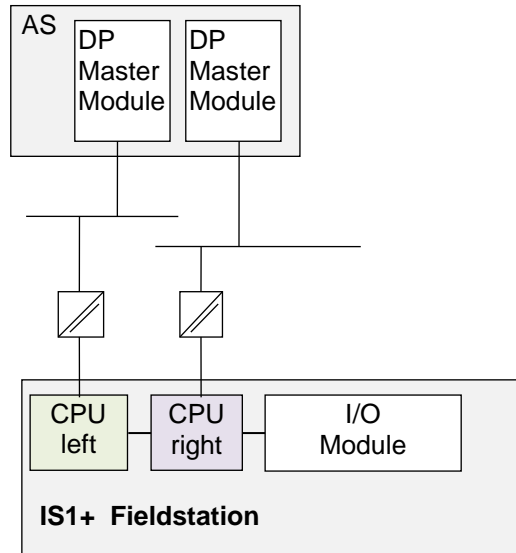 AS
DP
Master
Module
DP
Master
Module
CPU
left
CPU
right
I/O
Module
IS1+ Fieldstation